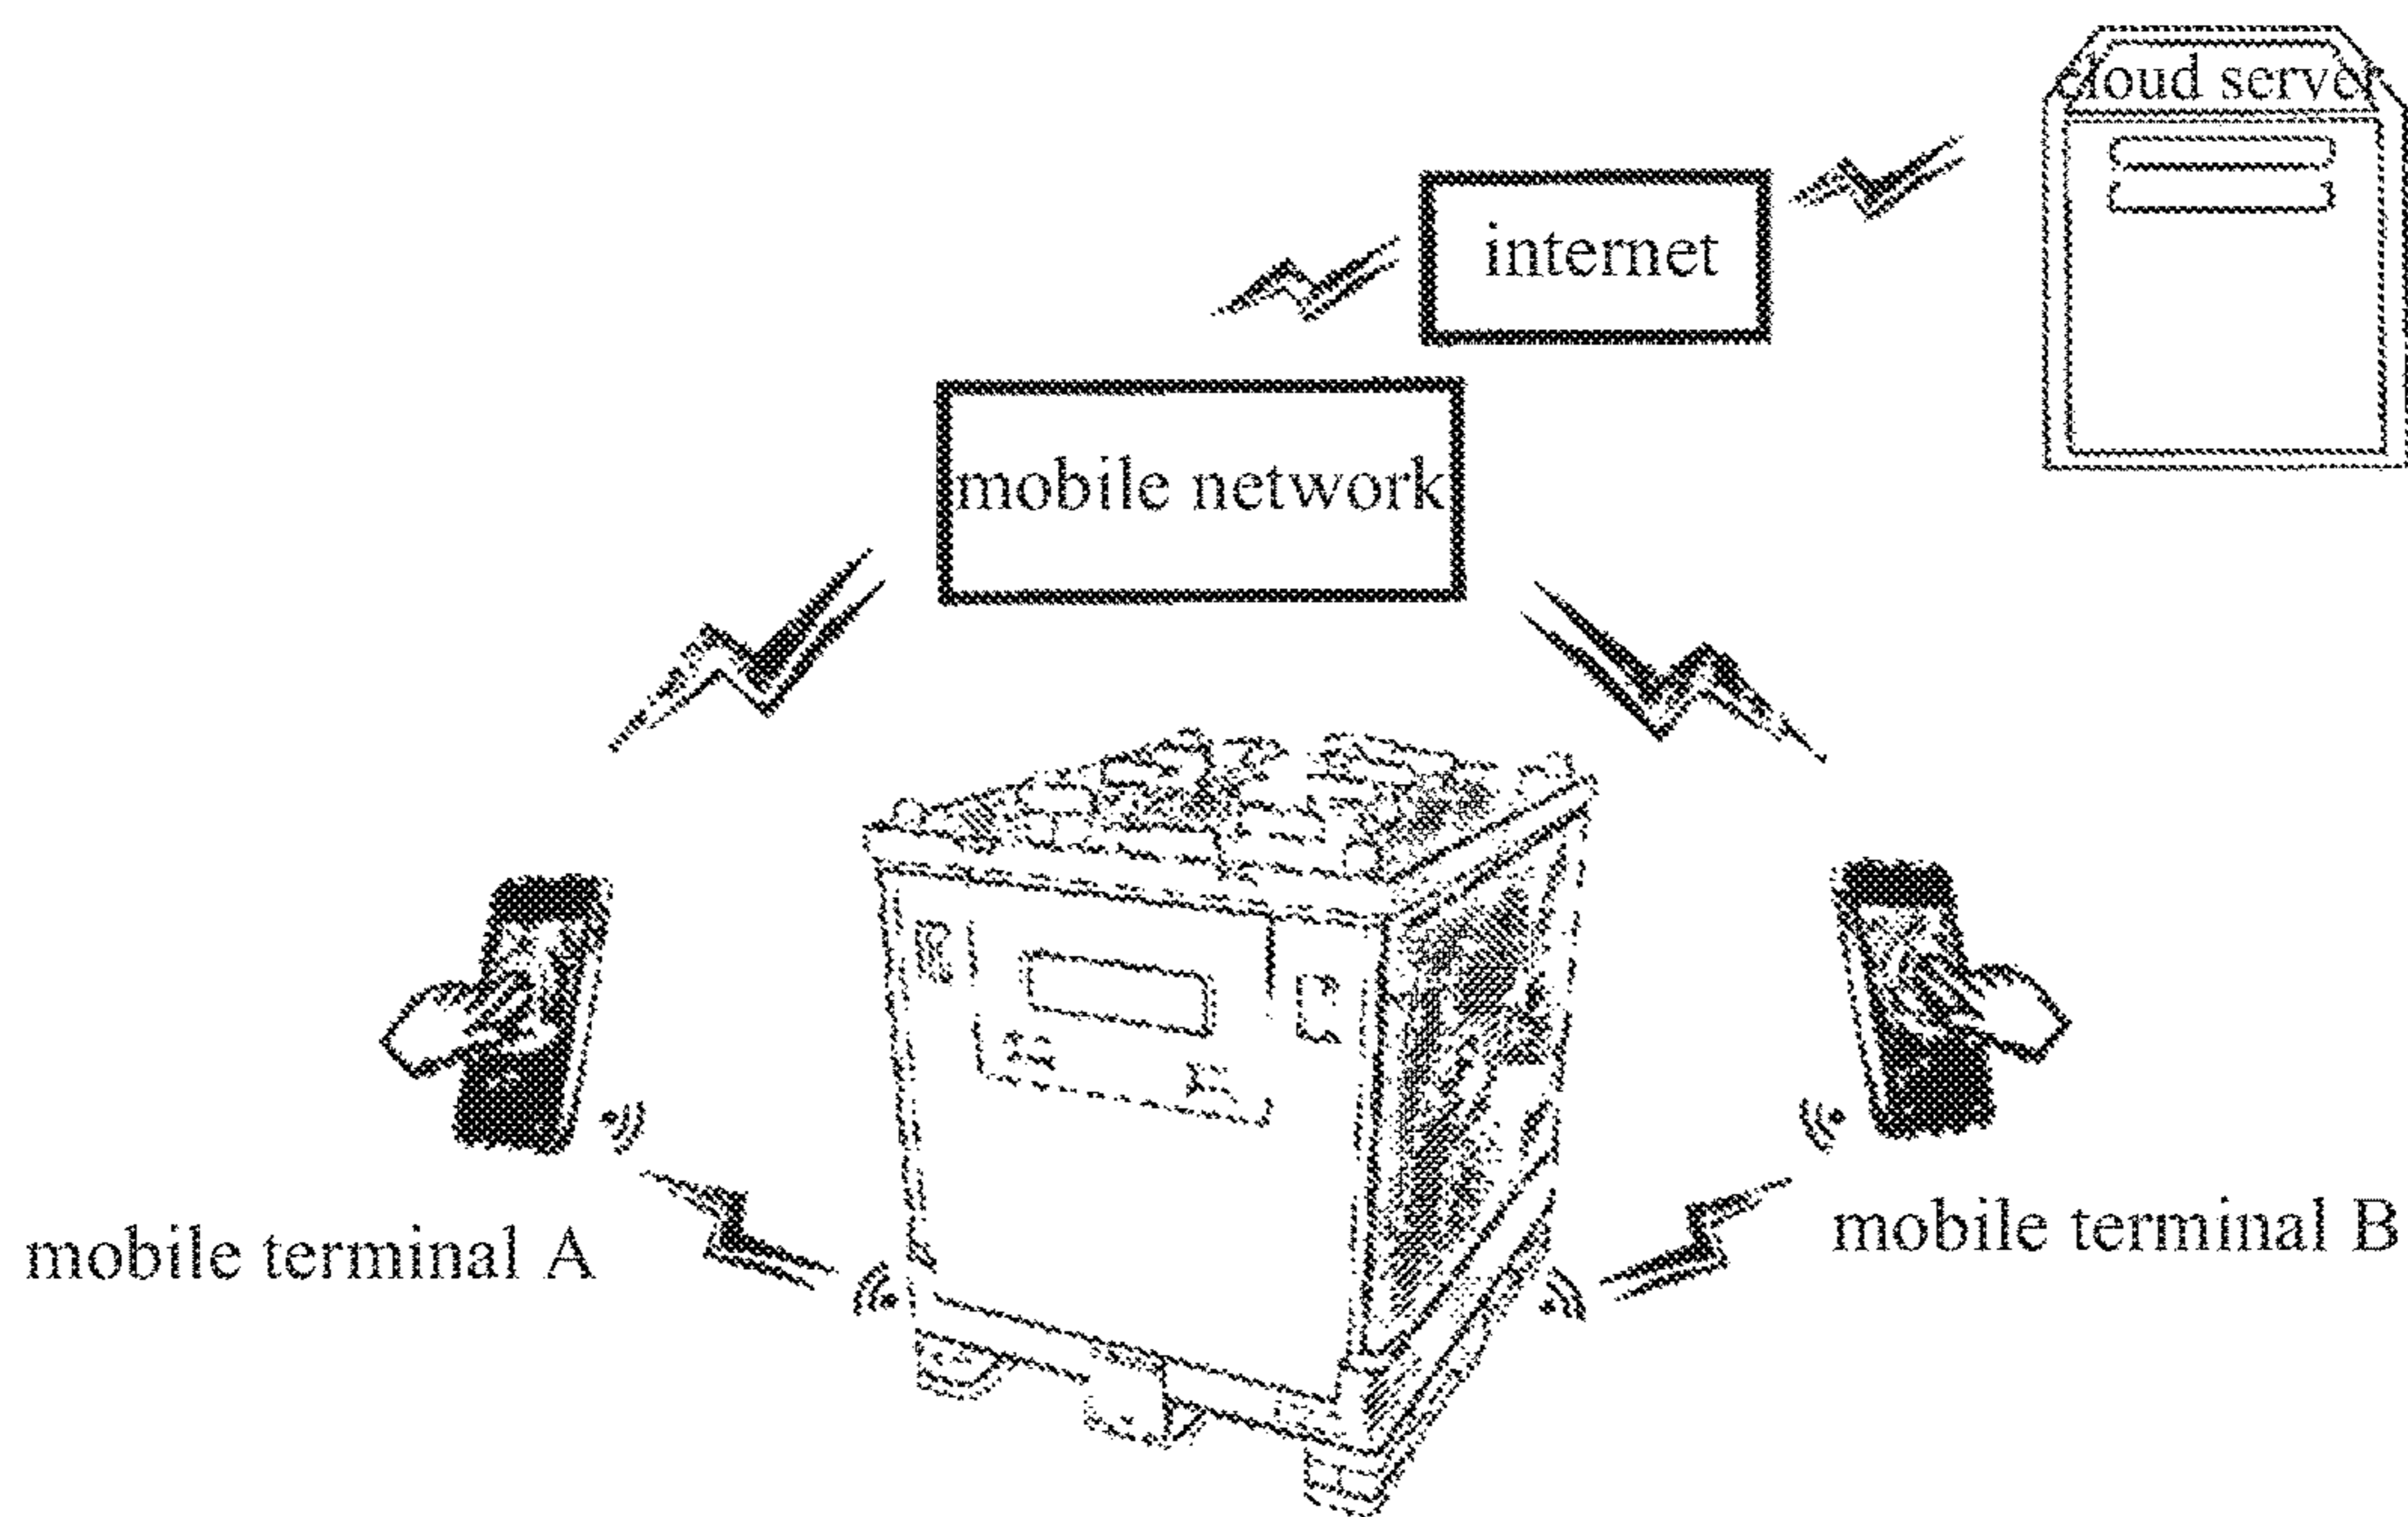 cloud server
internet
mobile network
mobile terminal A
mobile terminal B